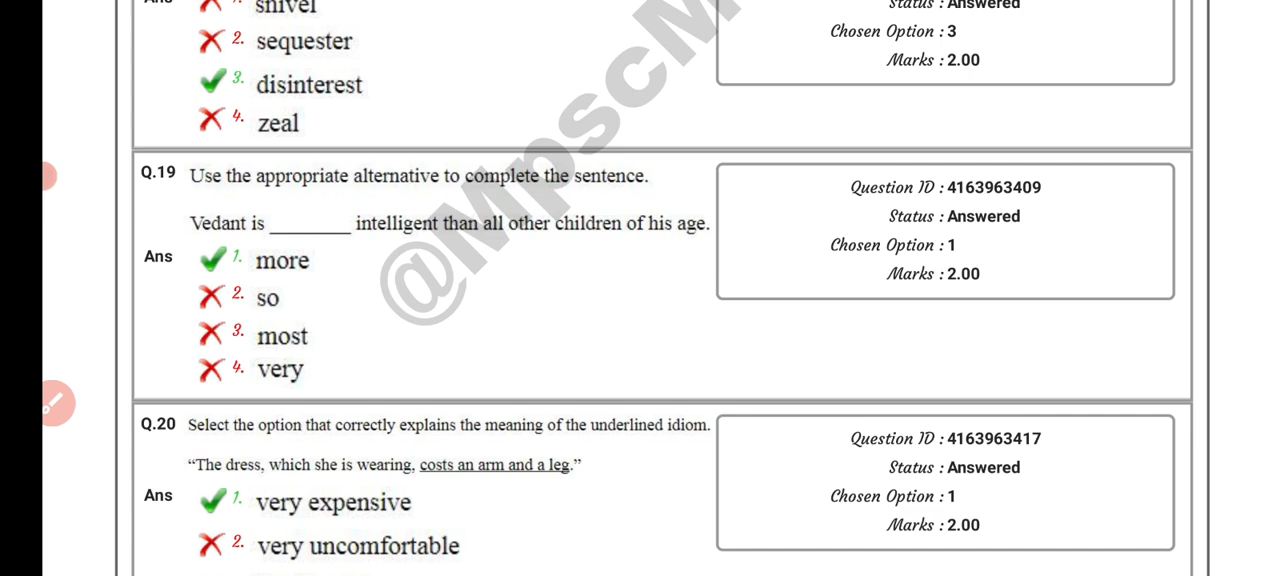 Ans
1. snivel
Status : Answered
2. sequester
Chosen Option : 3
Marks : 2.00
3. disinterest
4. zeal
Q.19 Use the appropriate alternative to complete the sentence.
Vedant is ________ intelligent than all other children of his age.
Ans
1. more
2. so
3. most
4. very
Question ID : 4163963409
Status : Answered
Chosen Option : 1
Marks : 2.00
Q.20 Select the option that correctly explains the meaning of the underlined idiom.
“The dress, which she is wearing, costs an arm and a leg.”
Ans
1. very expensive
2. very uncomfortable
Question ID : 4163963417
Status : Answered
Chosen Option : 1
Marks : 2.00
@MpscM